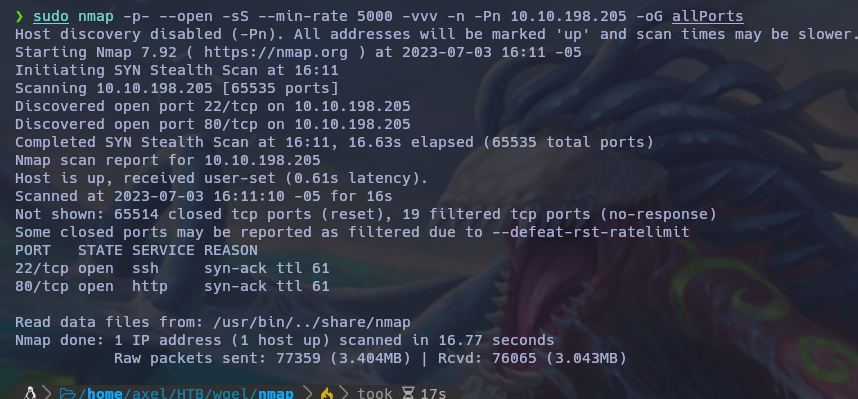 ❯ sudo nmap -p- --open -sS --min-rate 5000 -vvv -n -Pn 10.10.198.205 -oG allPorts
Host discovery disabled (-Pn). All addresses will be marked 'up' and scan times may be slower.
Starting Nmap 7.92 ( https://nmap.org ) at 2023-07-03 16:11 -05
Initiating SYN Stealth Scan at 16:11
Scanning 10.10.198.205 [65535 ports]
Discovered open port 22/tcp on 10.10.198.205
Discovered open port 80/tcp on 10.10.198.205
Completed SYN Stealth Scan at 16:11, 16.63s elapsed (65535 total ports)
Nmap scan report for 10.10.198.205
Host is up, received user-set (0.61s latency).
Scanned at 2023-07-03 16:11:10 -05 for 16s
Not shown: 65514 closed tcp ports (reset), 19 filtered tcp ports (no-response)
Some closed ports may be reported as filtered due to --defeat-rst-ratelimit
PORT   STATE SERVICE REASON
22/tcp open  ssh     syn-ack ttl 61
80/tcp open  http    syn-ack ttl 61
Read data files from: /usr/bin/../share/nmap
Nmap done: 1 IP address (1 host up) scanned in 16.77 seconds
Raw packets sent: 77359 (3.404MB) | Rcvd: 76065 (3.043MB)
/home/axel/HTB/wgel/nmap took 17s